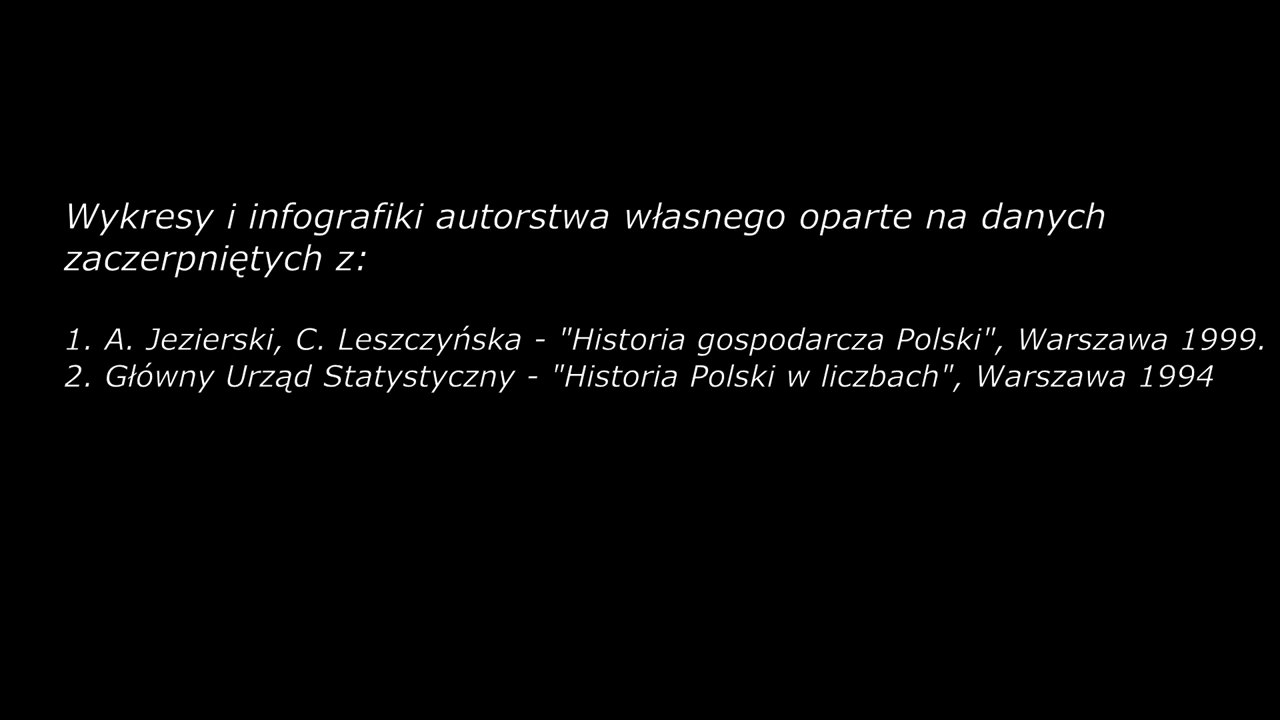 Wykresy i infografiki autorstwa własnego oparte na danych
zaczerpniętych z:
1. A. Jezierski, C. Leszczyńska - "Historia gospodarcza Polski", Warszawa 1999.
2. Główny Urząd Statystyczny - "Historia Polski w liczbach", Warszawa 1994